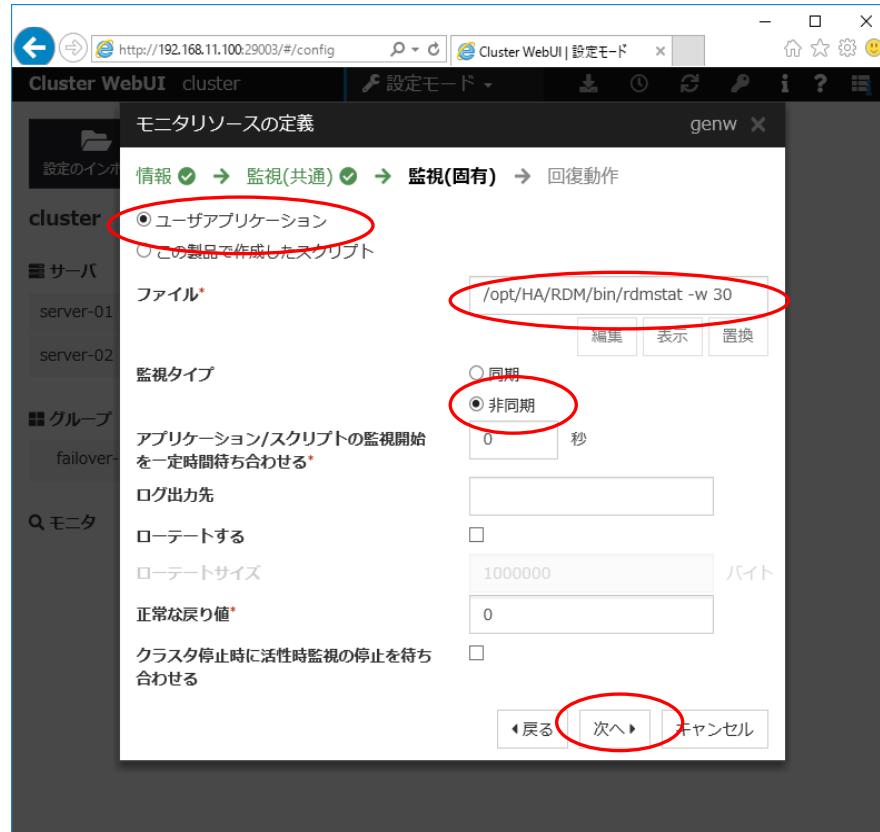 http://192.168.11.100:29003/#/config
Cluster WebUI | 設定モード
Cluster WebUI cluster
設定モード
設定のインポ
モニタリソースの定義 genw
情報 → 監視(共通) → 監視(固有) → 回復動作
cluster
ユーザアプリケーション
この製品で作成したスクリプト
サーバ
server-01
server-02
ファイル*
/opt/HA/RDM/bin/rdmstat -w 30
編集 表示 置換
監視タイプ
同期
非同期
グループ
failover-
アプリケーション/スクリプトの監視開始
を一定時間待ち合わせる*
0 秒
ログ出力先
モニタ
ローテートする
ローテートサイズ
1000000 バイト
正常な戻り値*
0
クラスタ停止時に活性時監視の停止を待ち
合わせる
戻る 次へ キャンセル